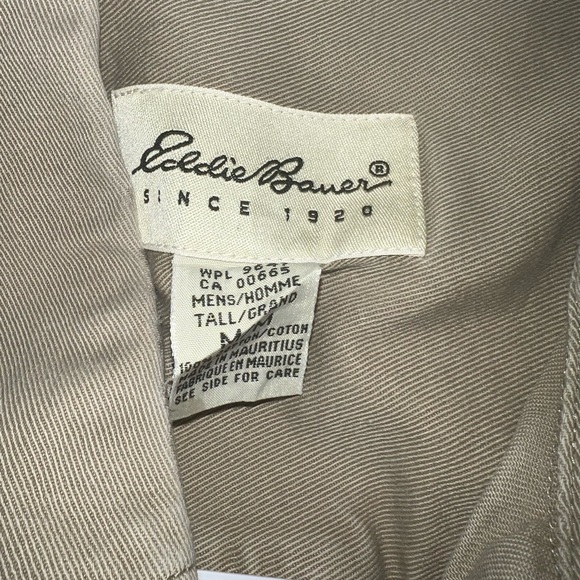 Eddie Bauer®
SINCE 1920
WPL
CA 00665
MENS/HOMME
TALL/GRAND
M/M
/COTON
MADE IN MAURITIUS
FABRIQUE EN MAURICE
SEE SIDE FOR CARE